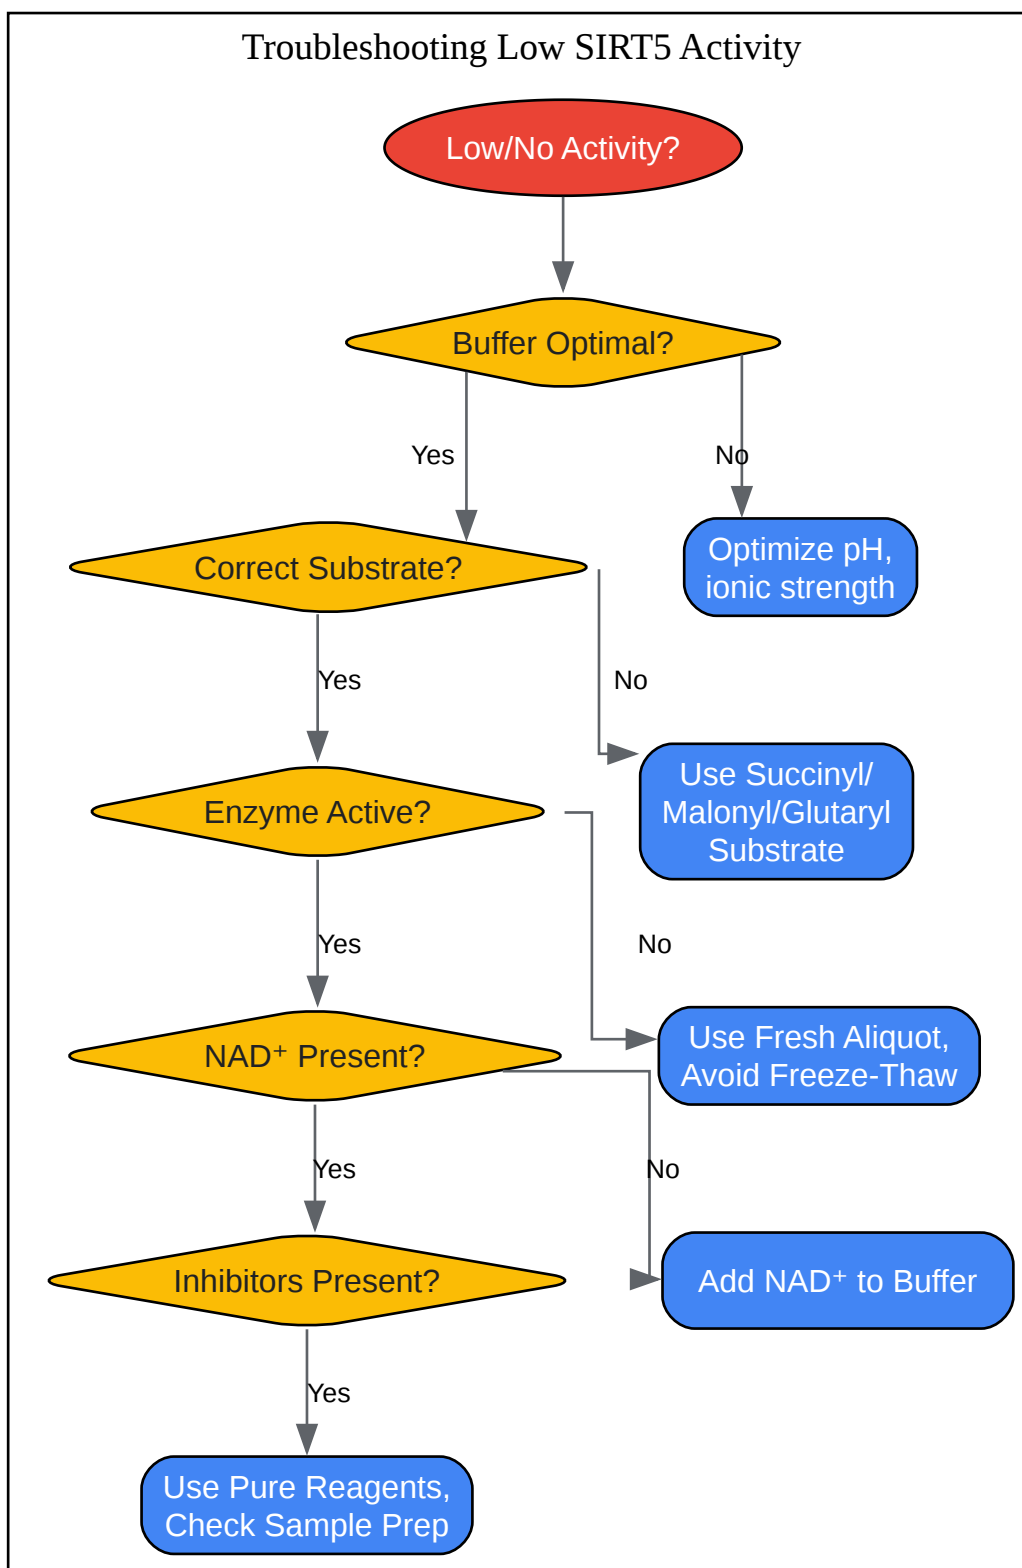 Troubleshooting Low SIRT5 Activity
Low/No Activity?
Buffer Optimal?
Yes
No
Correct Substrate?
Optimize pH,
ionic strength
Yes
No
Enzyme Active?
Use Succinyl/
Malonyl/Glutaryl
Substrate
Yes
No
NAD⁺ Present?
Use Fresh Aliquot,
Avoid Freeze-Thaw
Yes
No
Inhibitors Present?
Add NAD⁺ to Buffer
Yes
Use Pure Reagents,
Check Sample Prep